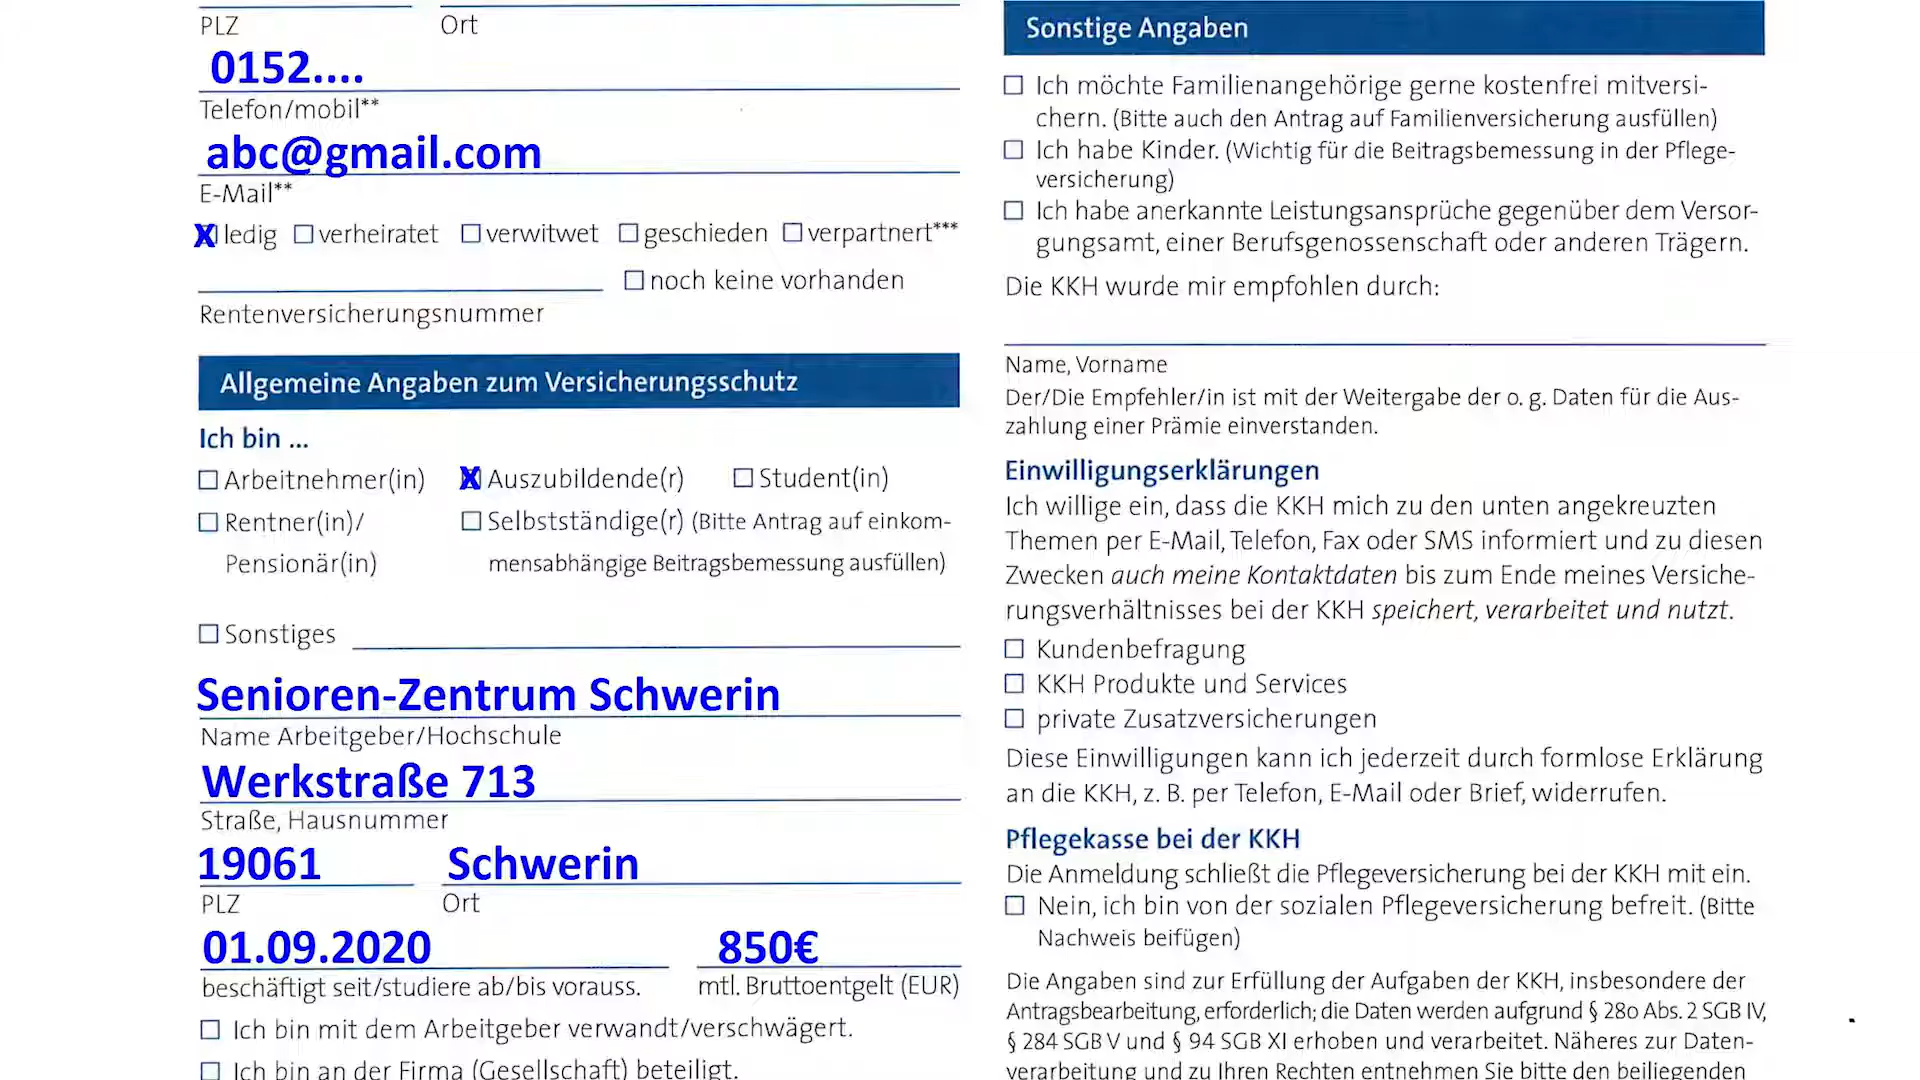 PLZ Ort
0152....
Telefon/mobil**
abc@gmail.com
E-Mail**
X ledig verheiratet verwitwet geschieden verpartnert***
noch keine vorhanden
Rentenversicherungsnummer
Allgemeine Angaben zum Versicherungsschutz
Ich bin ...
Arbeitnehmer(in) X Auszubildende(r) Student(in)
Rentner(in)/ Selbstständige(r) (Bitte Antrag auf einkom-
Pensionär(in) mensabhängige Beitragsbemessung ausfüllen)
Sonstiges
Senioren-Zentrum Schwerin
Name Arbeitgeber/Hochschule
Werkstraße 713
Straße, Hausnummer
19061 Schwerin
PLZ Ort
01.09.2020 850€
beschäftigt seit/studiere ab/bis vorauss. mtl. Bruttoentgelt (EUR)
Ich bin mit dem Arbeitgeber verwandt/verschwägert.
Ich bin an der Firma (Gesellschaft) beteiligt.
Sonstige Angaben
Ich möchte Familienangehörige gerne kostenfrei mitversi-
chern. (Bitte auch den Antrag auf Familienversicherung ausfüllen)
Ich habe Kinder. (Wichtig für die Beitragsbemessung in der Pflege-
versicherung)
Ich habe anerkannte Leistungsansprüche gegenüber dem Versor-
gungsamt, einer Berufsgenossenschaft oder anderen Trägern.
Die KKH wurde mir empfohlen durch:
Name, Vorname
Der/Die Empfehler/in ist mit der Weitergabe der o. g. Daten für die Aus-
zahlung einer Prämie einverstanden.
Einwilligungserklärungen
Ich willige ein, dass die KKH mich zu den unten angekreuzten
Themen per E-Mail, Telefon, Fax oder SMS informiert und zu diesen
Zwecken auch meine Kontaktdaten bis zum Ende meines Versiche-
rungsverhältnisses bei der KKH speichert, verarbeitet und nutzt.
Kundenbefragung
KKH Produkte und Services
private Zusatzversicherungen
Diese Einwilligungen kann ich jederzeit durch formlose Erklärung
an die KKH, z. B. per Telefon, E-Mail oder Brief, widerrufen.
Pflegekasse bei der KKH
Die Anmeldung schließt die Pflegeversicherung bei der KKH mit ein.
Nein, ich bin von der sozialen Pflegeversicherung befreit. (Bitte
Nachweis beifügen)
Die Angaben sind zur Erfüllung der Aufgaben der KKH, insbesondere der
Antragsbearbeitung, erforderlich; die Daten werden aufgrund § 28o Abs. 2 SGB IV,
§ 284 SGB V und § 94 SGB XI erhoben und verarbeitet. Näheres zur Daten-
verarbeitung und zu Ihren Rechten entnehmen Sie bitte den beiliegenden